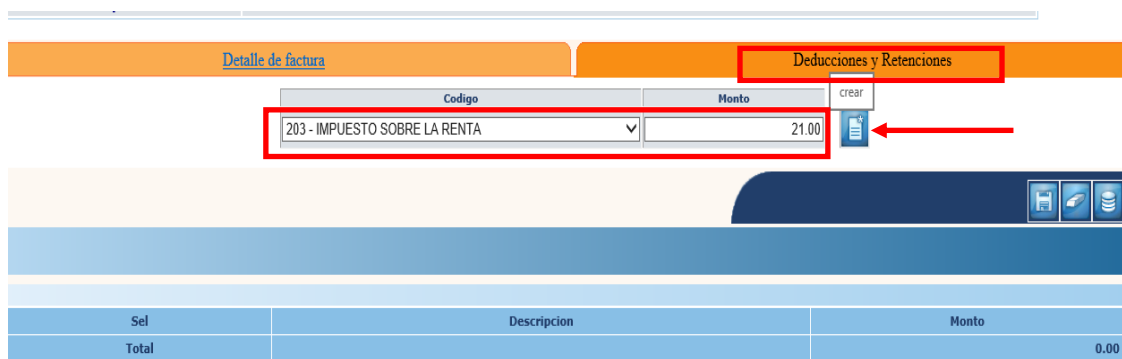 Detalle de factura
Deducciones y Retenciones
crear
Codigo
Monto
203 - IMPUESTO SOBRE LA RENTA
21.00
Sel
Descripcion
Monto
Total
0.00